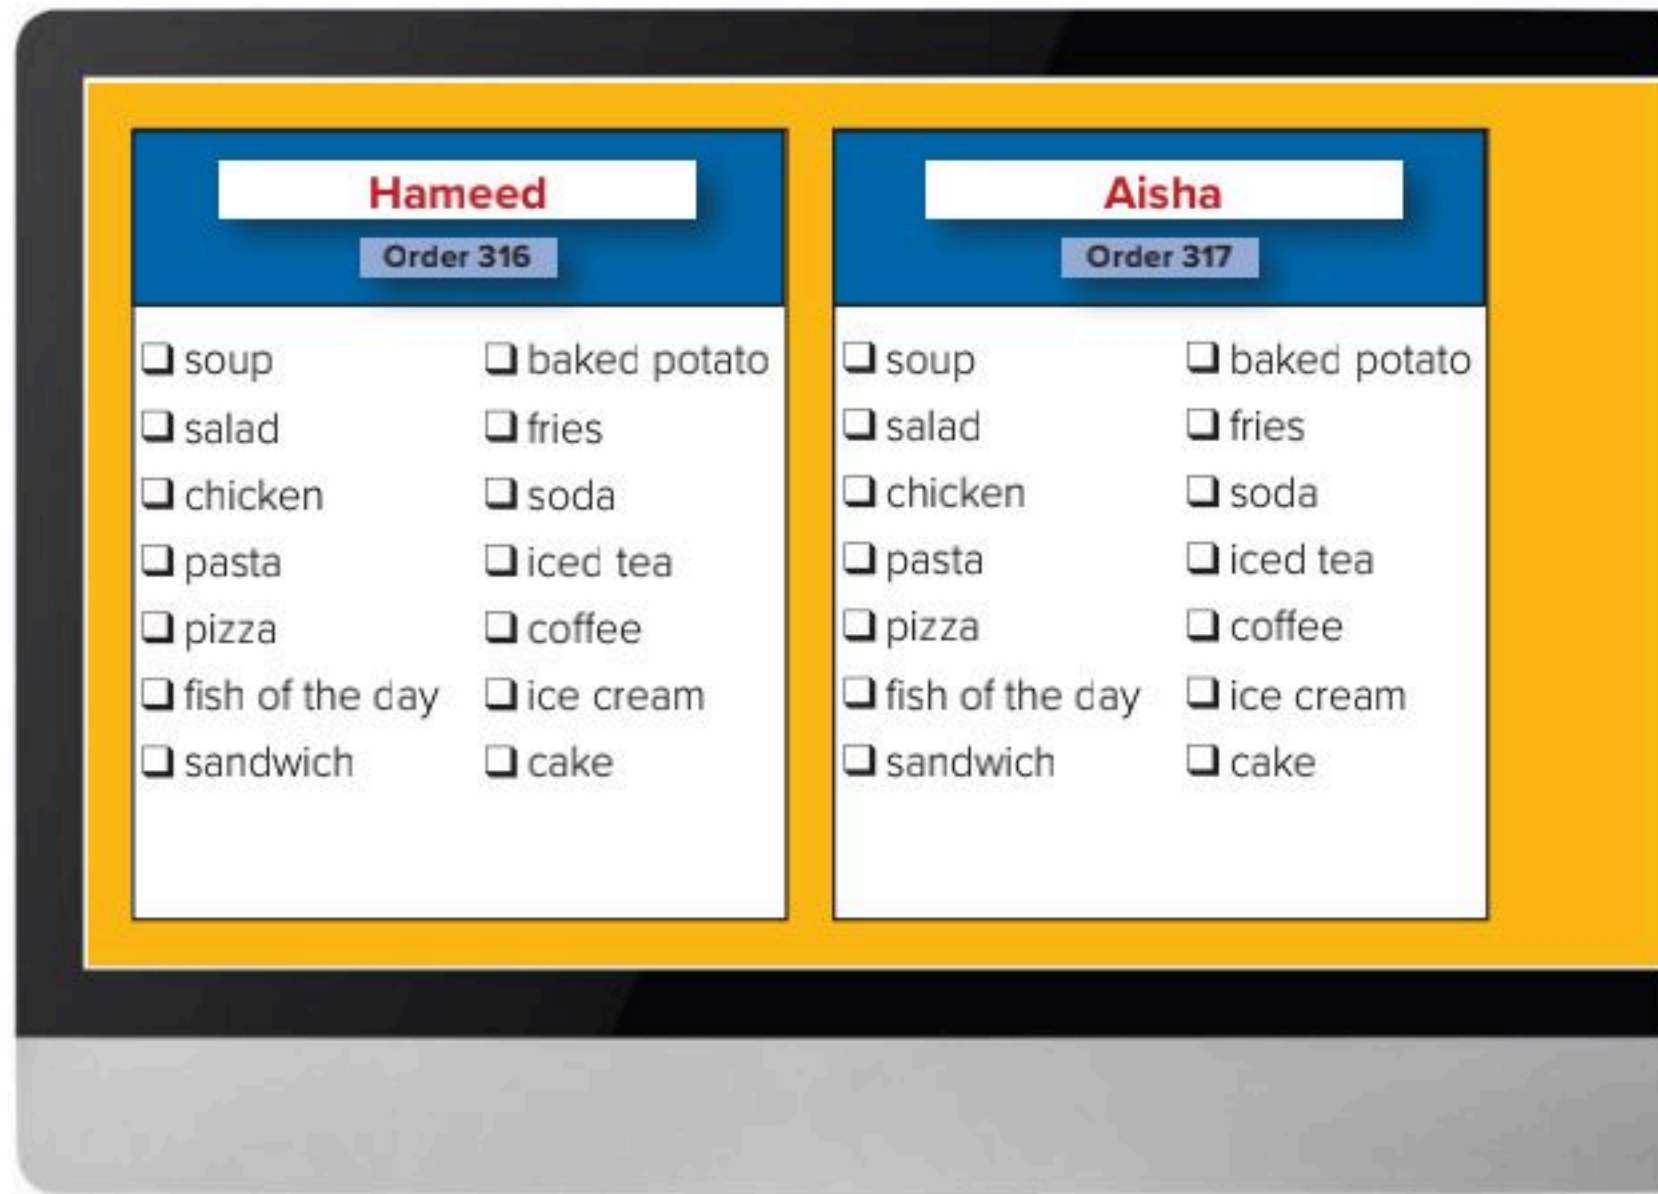 Hameed
Order 316
❏ soup
❏ salad
❏ chicken
❏ pasta
❏ pizza
❏ fish of the day
❏ sandwich
❏ baked potato
❏ fries
❏ soda
❏ iced tea
❏ coffee
❏ ice cream
❏ cake
Aisha
Order 317
❏ soup
❏ salad
❏ chicken
❏ pasta
❏ pizza
❏ fish of the day
❏ sandwich
❏ baked potato
❏ fries
❏ soda
❏ iced tea
❏ coffee
❏ ice cream
❏ cake